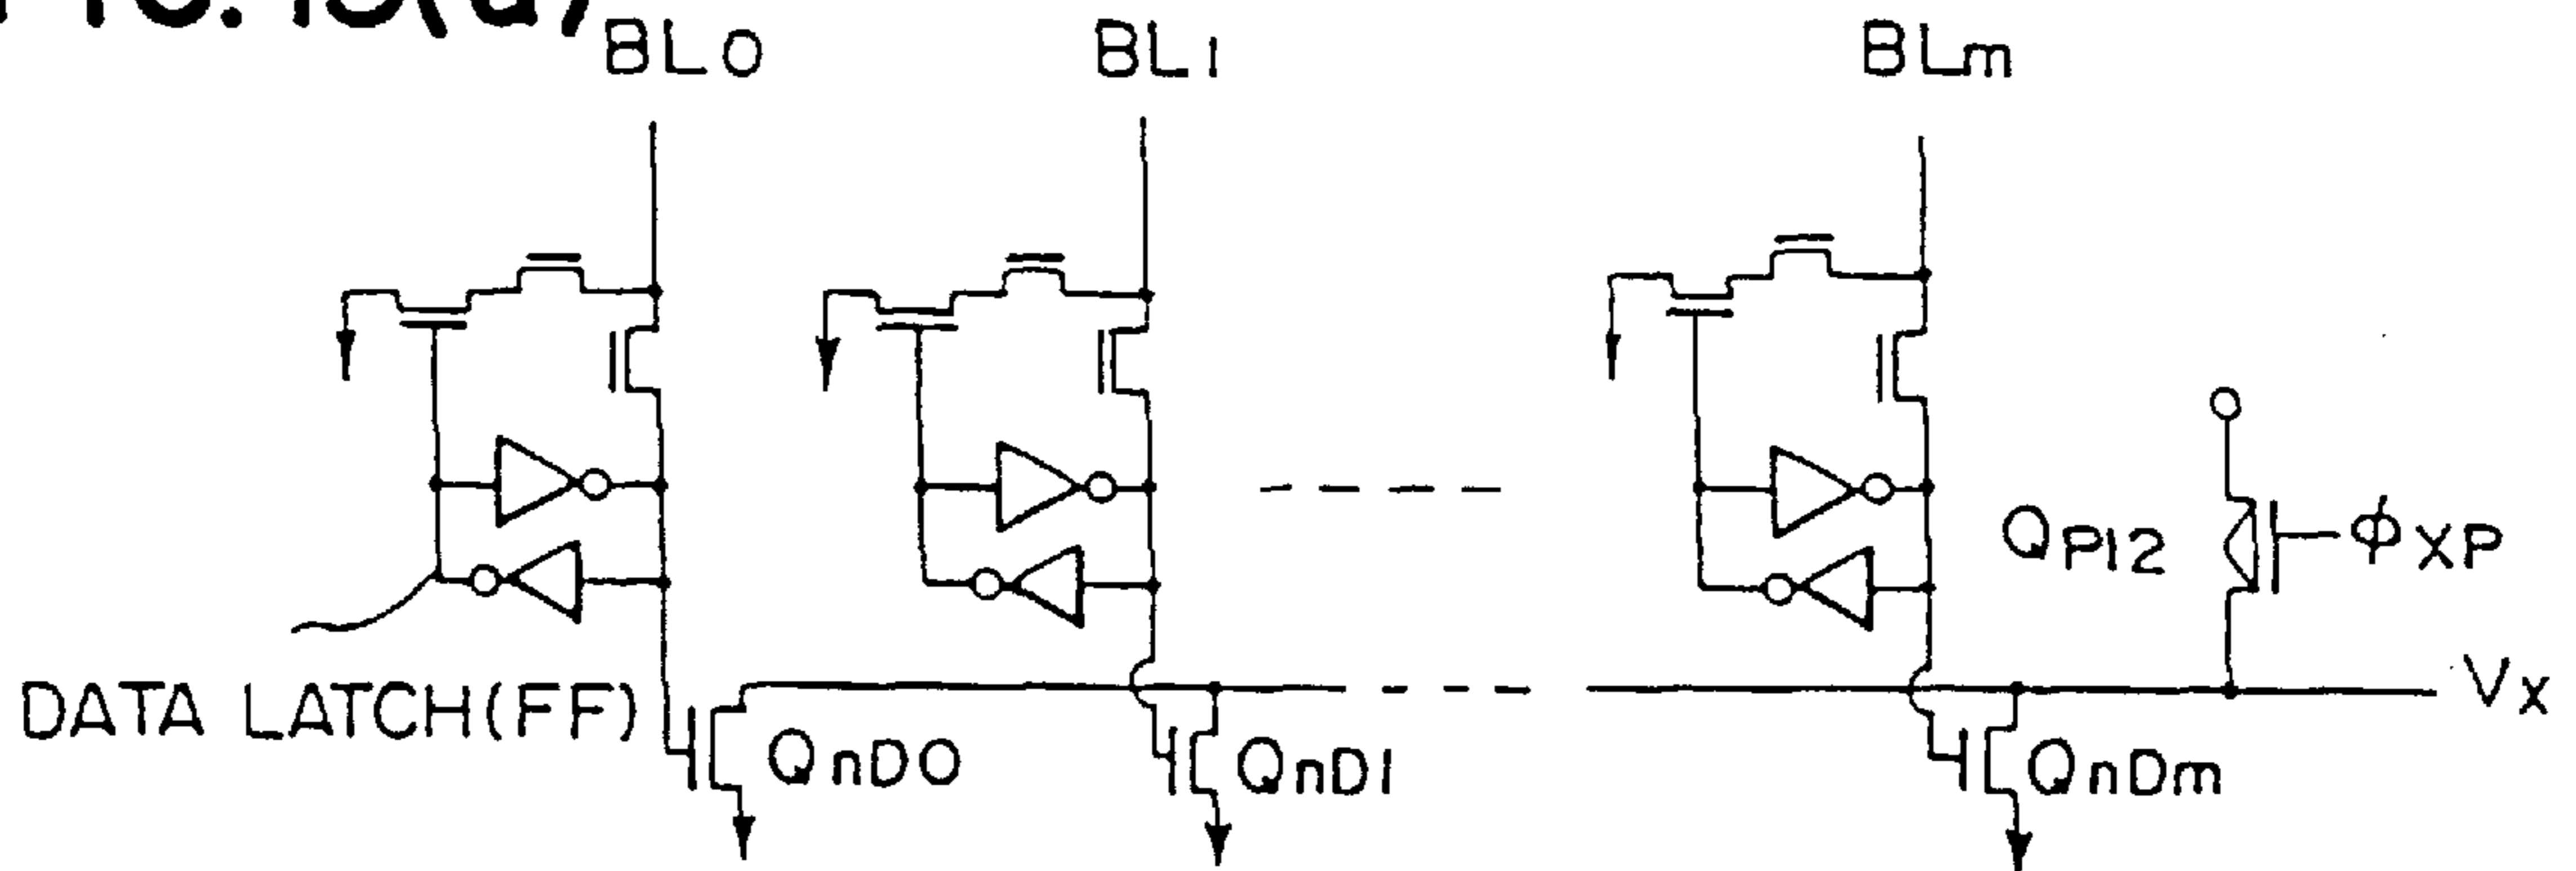 BL0
BL1
BLm
QP12
φXP
DATA LATCH(FF)
VX
QnD0
QnD1
QnDm